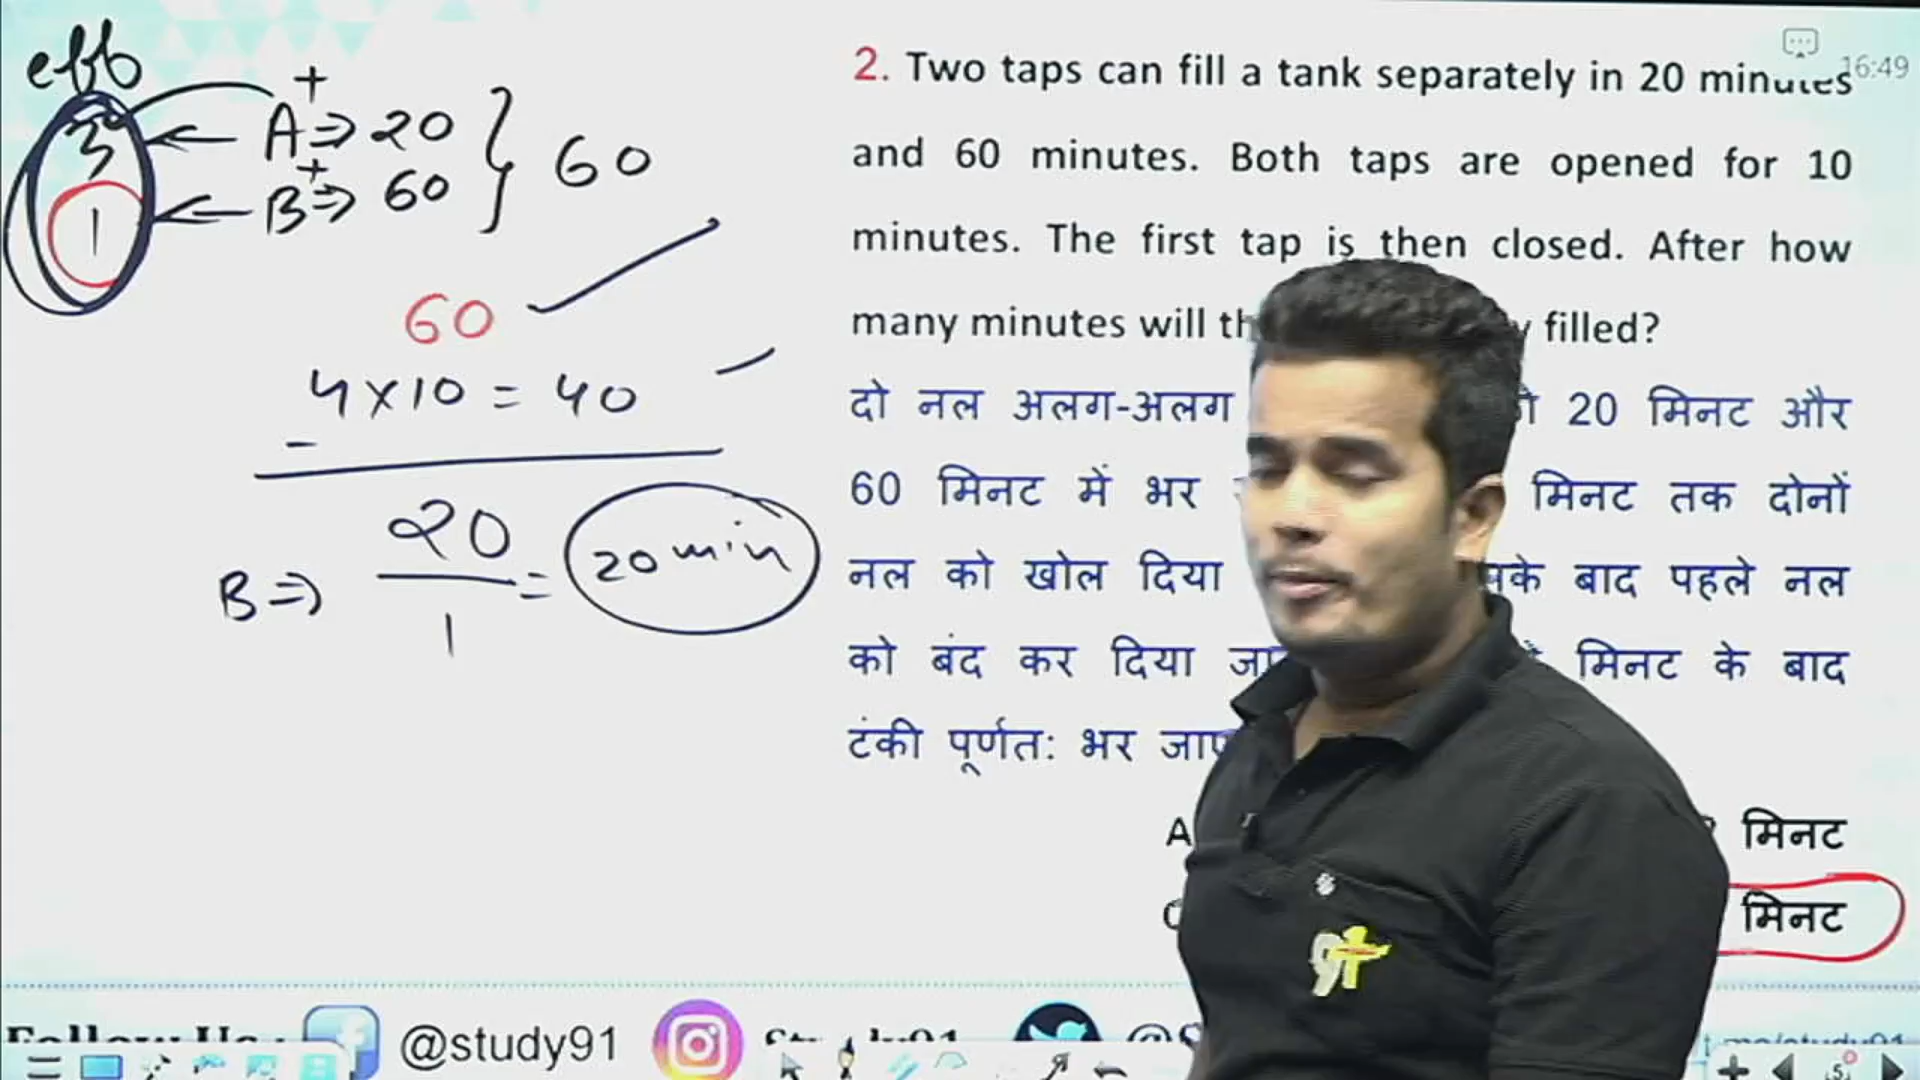 eff
+
3 ← A ⇒ 20
+
60
1 ← B ⇒ 60
60
4 × 10 = 40
-
20
B ⇒ — = 20 min
1
16:49
2. Two taps can fill a tank separately in 20 minutes
and 60 minutes. Both taps are opened for 10
minutes. The first tap is then closed. After how
many minutes will filled?
दो नल अलग-अलग 20 मिनट और
60 मिनट में भर मिनट तक दोनों
नल को खोल दिया बाद पहले नल
को बंद कर दिया मिनट के बाद
टंकी पूर्णत: भर
A मिनट
मिनट
Follow Us: @study91
9+